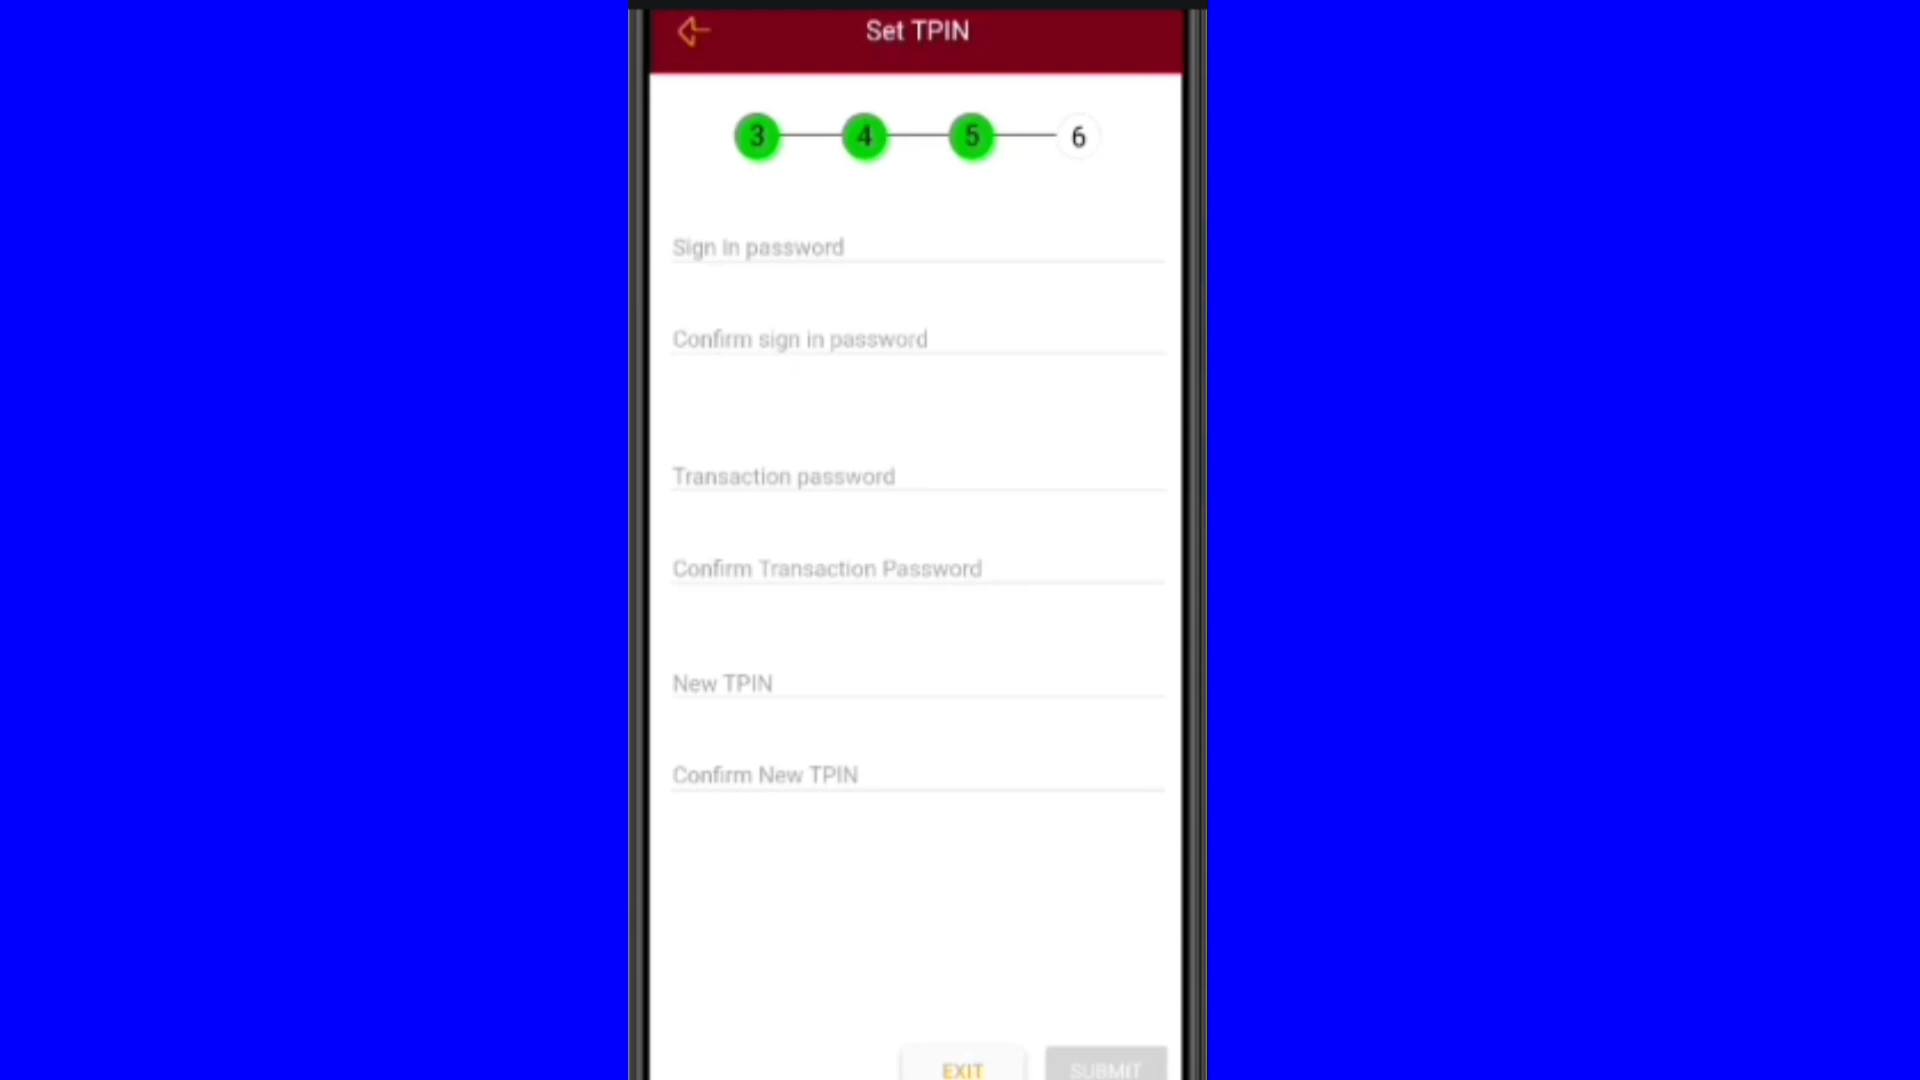 Set TPIN
3 4 5 6
Sign In password
Confirm sign in password
Transaction password
Confirm Transaction Password
New TPIN
Confirm New TPIN
EXIT SUBMIT